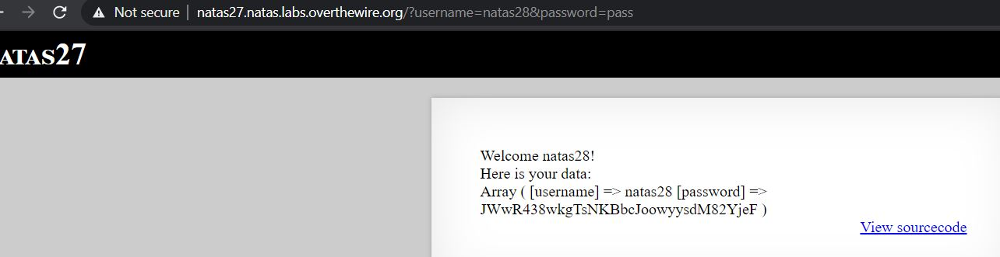 Not secure | natas27.natas.labs.overthewire.org/?username=natas28&password=pass
ATAS27
Welcome natas28!
Here is your data:
Array ( [username] => natas28 [password] =>
JWwR438wkgTsNKBbcJoowyysdM82YjeF )
View sourcecode